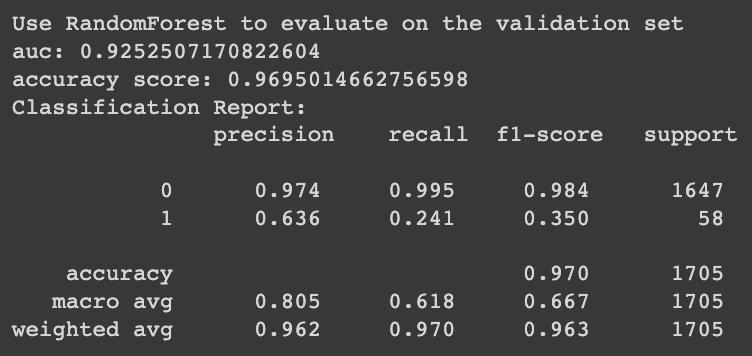 Use RandomForest to evaluate on the validation set
auc: 0.9252507170822604
accuracy score: 0.9695014662756598
Classification Report:
precision recall f1-score support
0 0.974 0.995 0.984 1647
1 0.636 0.241 0.350 58
accuracy 0.970 1705
macro avg 0.805 0.618 0.667 1705
weighted avg 0.962 0.970 0.963 1705